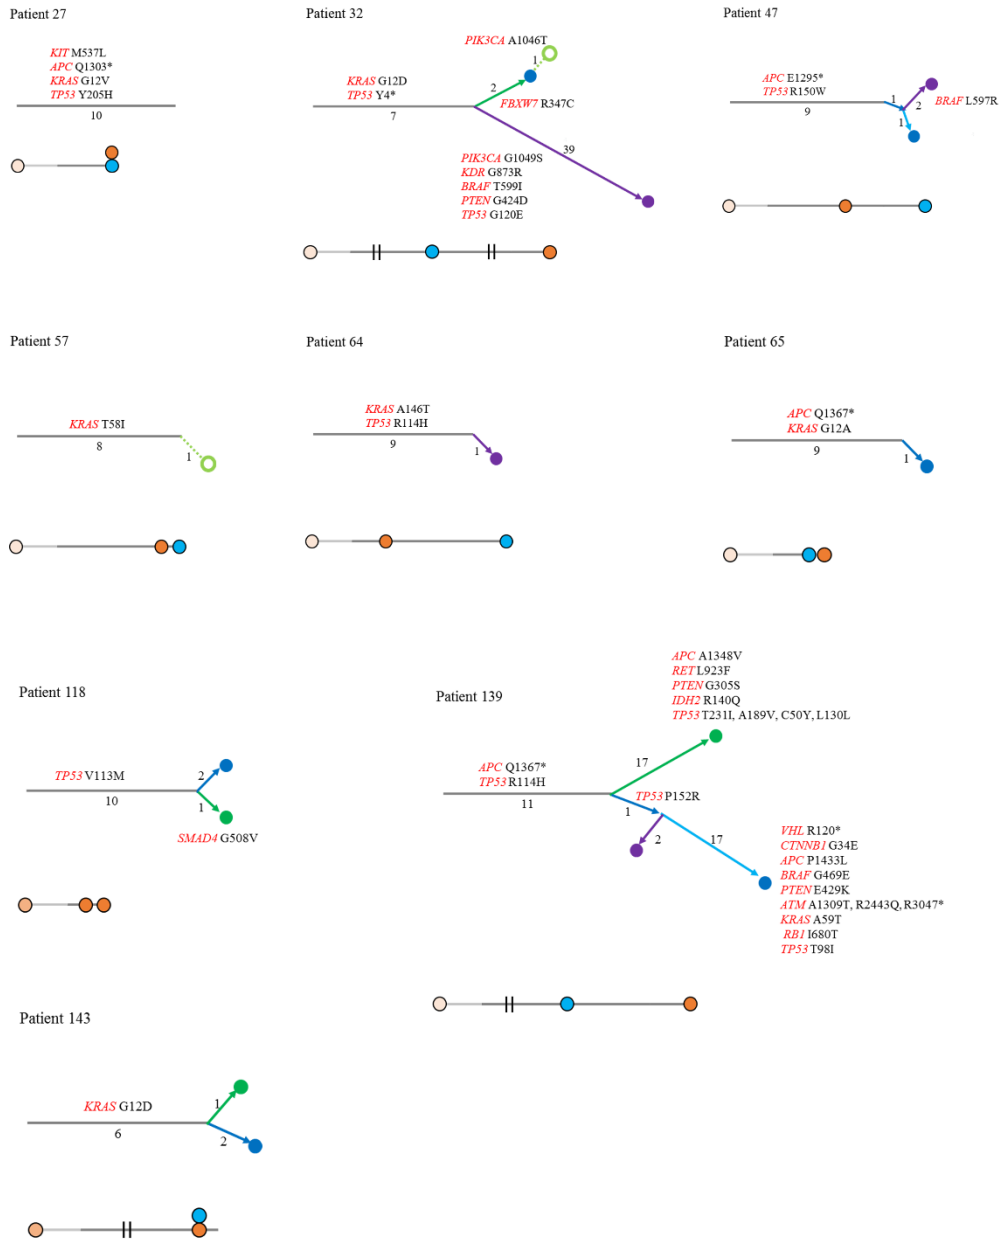 Patient 27
KIT M537L
APC Q1303*
KRAS G12V
TP53 Y205H
10
Patient 32
PIK3CA A1046T
1
KRAS G12D
TP53 Y4*
2
7
FBXW7 R347C
39
PIK3CA G1049S
KDR G873R
BRAF T599I
PTEN G424D
TP53 G120E
Patient 47
APC E1295*
TP53 R150W
9
1
2
BRAF L597R
1
Patient 57
KRAS T58I
8
1
Patient 64
KRAS A146T
TP53 R114H
9
1
Patient 65
APC Q1367*
KRAS G12A
9
1
Patient 118
TP53 V113M
10
2
1
SMAD4 G508V
Patient 139
APC A1348V
RET L923F
PTEN G305S
IDH2 R140Q
TP53 T231I, A189V, C50Y, L130L
17
APC Q1367*
TP53 R114H
11
TP53 P152R
1
2
17
VHL R120*
CTNNB1 G34E
APC P1433L
BRAF G469E
PTEN E429K
ATM A1309T, R2443Q, R3047*
KRAS A59T
RB1 I680T
TP53 T98I
Patient 143
KRAS G12D
6
1
2